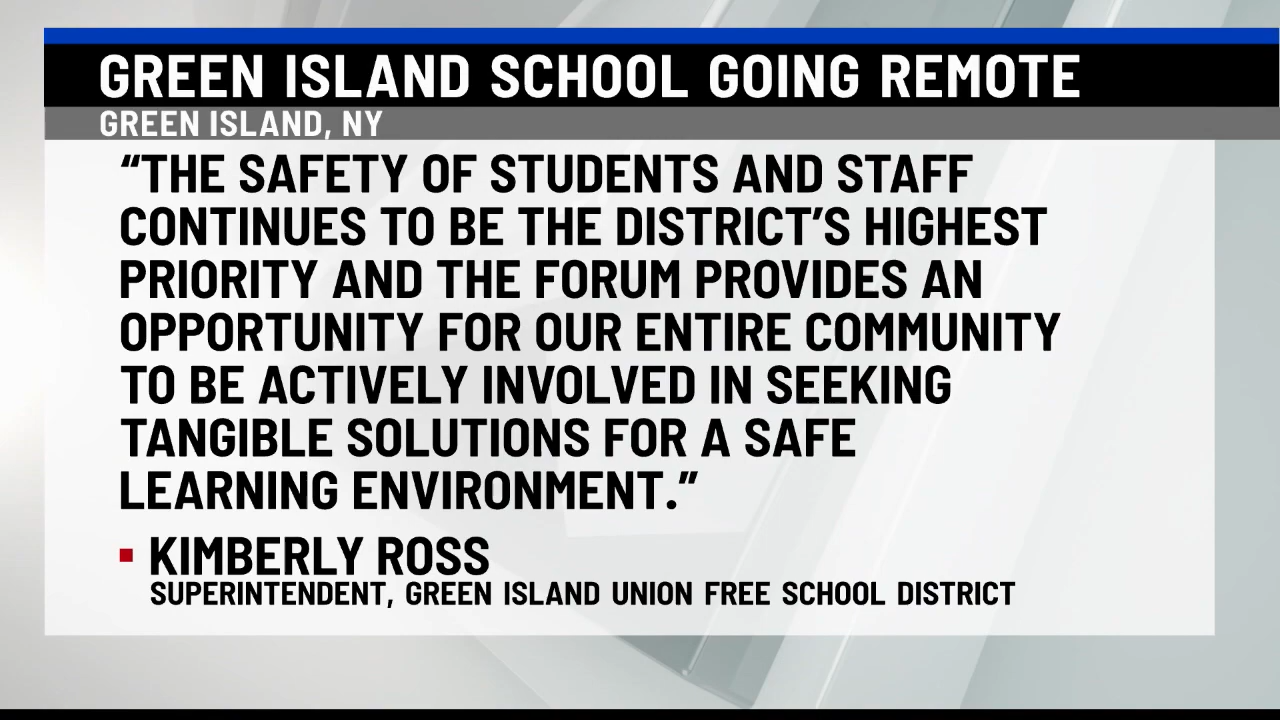 GREEN ISLAND SCHOOL GOING REMOTE
GREEN ISLAND, NY
“THE SAFETY OF STUDENTS AND STAFF
CONTINUES TO BE THE DISTRICT’S HIGHEST
PRIORITY AND THE FORUM PROVIDES AN
OPPORTUNITY FOR OUR ENTIRE COMMUNITY
TO BE ACTIVELY INVOLVED IN SEEKING
TANGIBLE SOLUTIONS FOR A SAFE
LEARNING ENVIRONMENT.”
KIMBERLY ROSS
SUPERINTENDENT, GREEN ISLAND UNION FREE SCHOOL DISTRICT